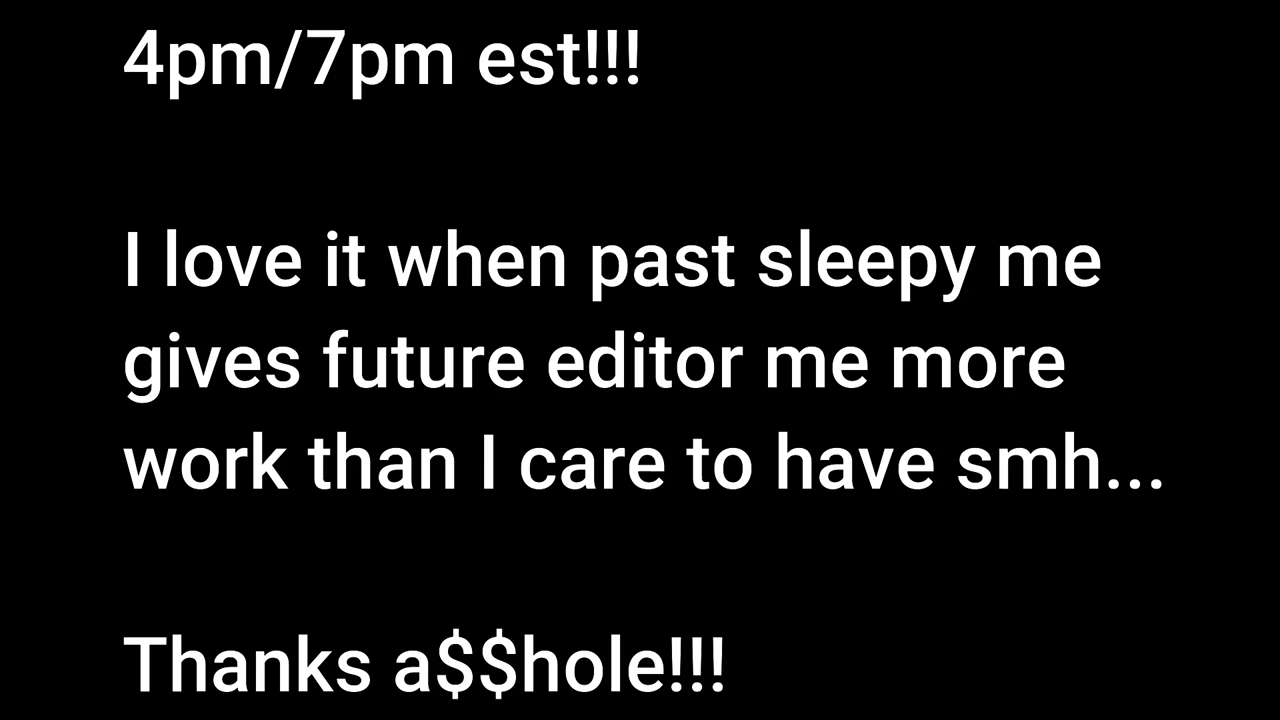 4pm/7pm est!!!
I love it when past sleepy me
gives future editor me more
work than I care to have smh...
Thanks a$$hole!!!